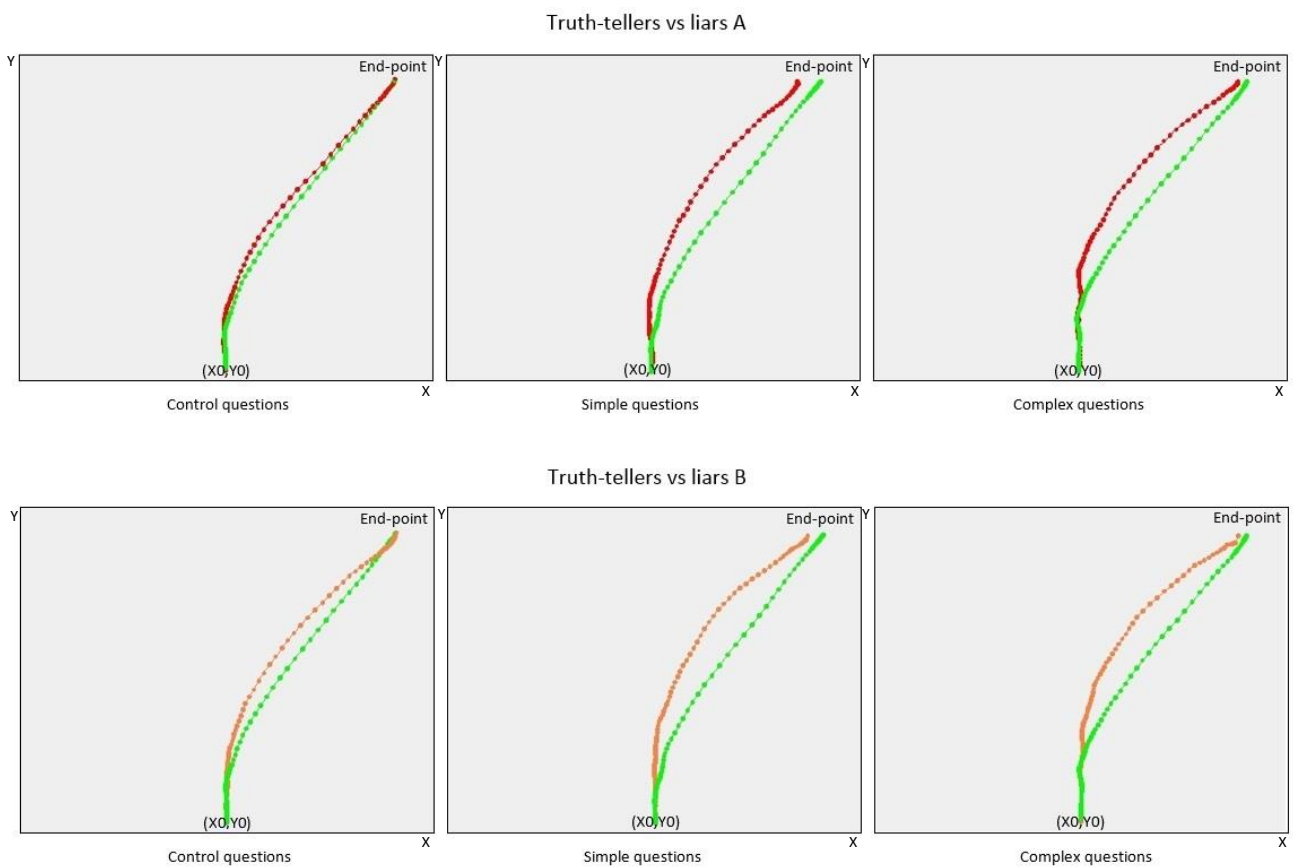 Truth-tellers vs liars A
Y
End-point
(X0,Y0)
X
Control questions
Y
End-point
(X0,Y0)
X
Simple questions
Y
End-point
(X0,Y0)
X
Complex questions
Truth-tellers vs liars B
Y
End-point
(X0,Y0)
X
Control questions
Y
End-point
(X0,Y0)
X
Simple questions
Y
End-point
(X0,Y0)
X
Complex questions